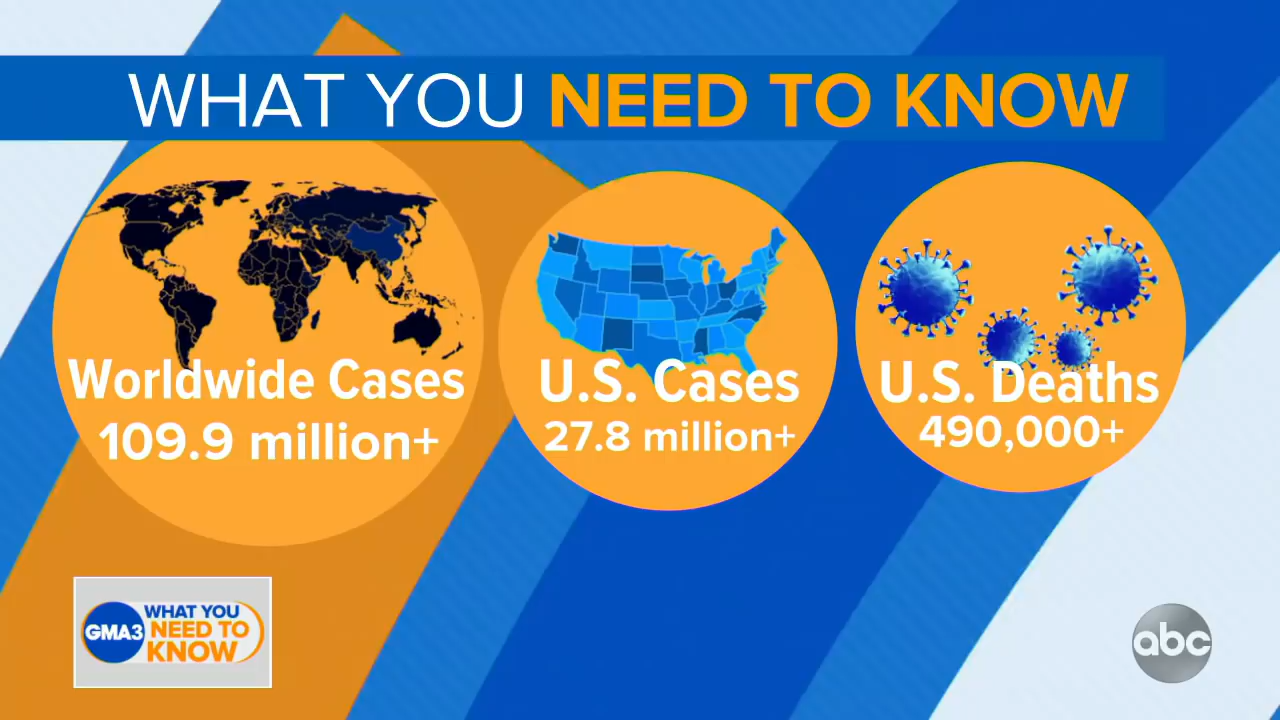 WHAT YOU NEED TO KNOW
Worldwide Cases
109.9 million+
U.S. Cases
27.8 million+
U.S. Deaths
490,000+
GMA3
WHAT YOU
NEED TO
KNOW
abc